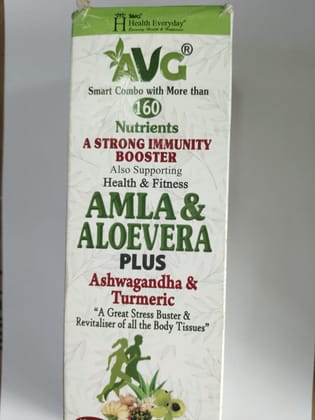 Health Everyday®
AVG®
Smart Combo with More than
160
Nutrients
A STRONG IMMUNITY
BOOSTER
Also Supporting
Health & Fitness
AMLA &
ALOEVERA
PLUS
Ashwagandha &
Turmeric
"A Great Stress Buster &
Revitaliser of all the Body Tissues"